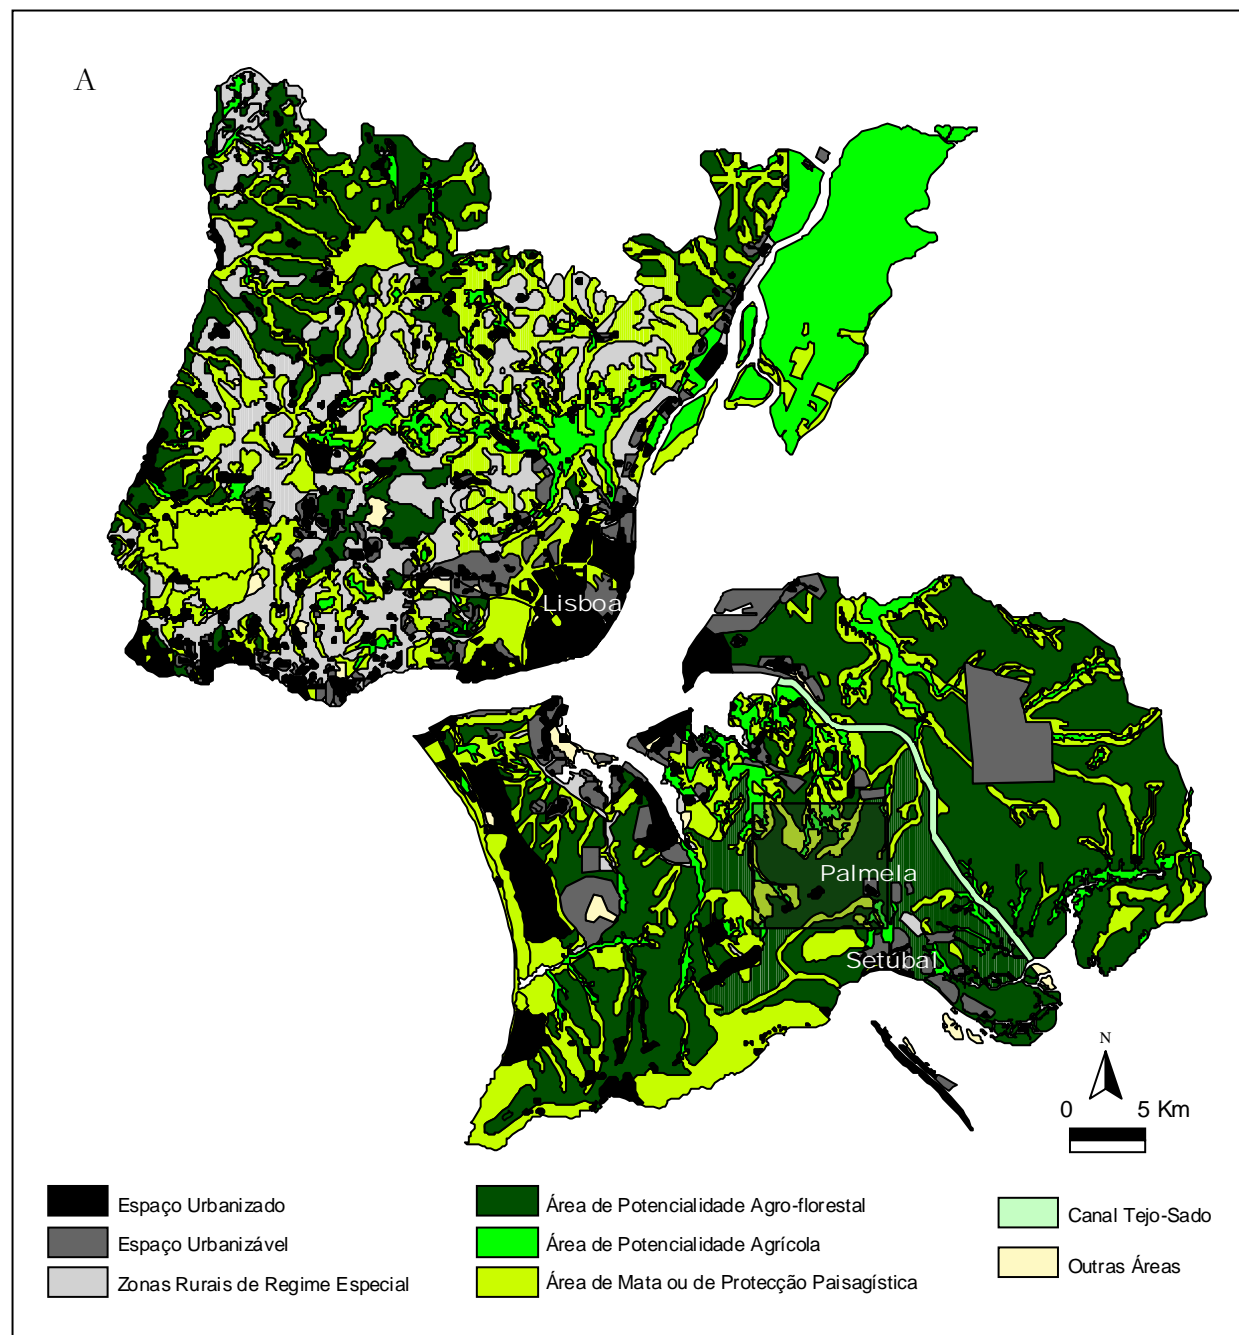 A
Lisboa
Palmela
Setúbal
N
0 5 Km
Espaço Urbanizado
Espaço Urbanizável
Zonas Rurais de Regime Especial
Área de Potencialidade Agro-florestal
Área de Potencialidade Agrícola
Área de Mata ou de Protecção Paisagística
Canal Tejo-Sado
Outras Áreas